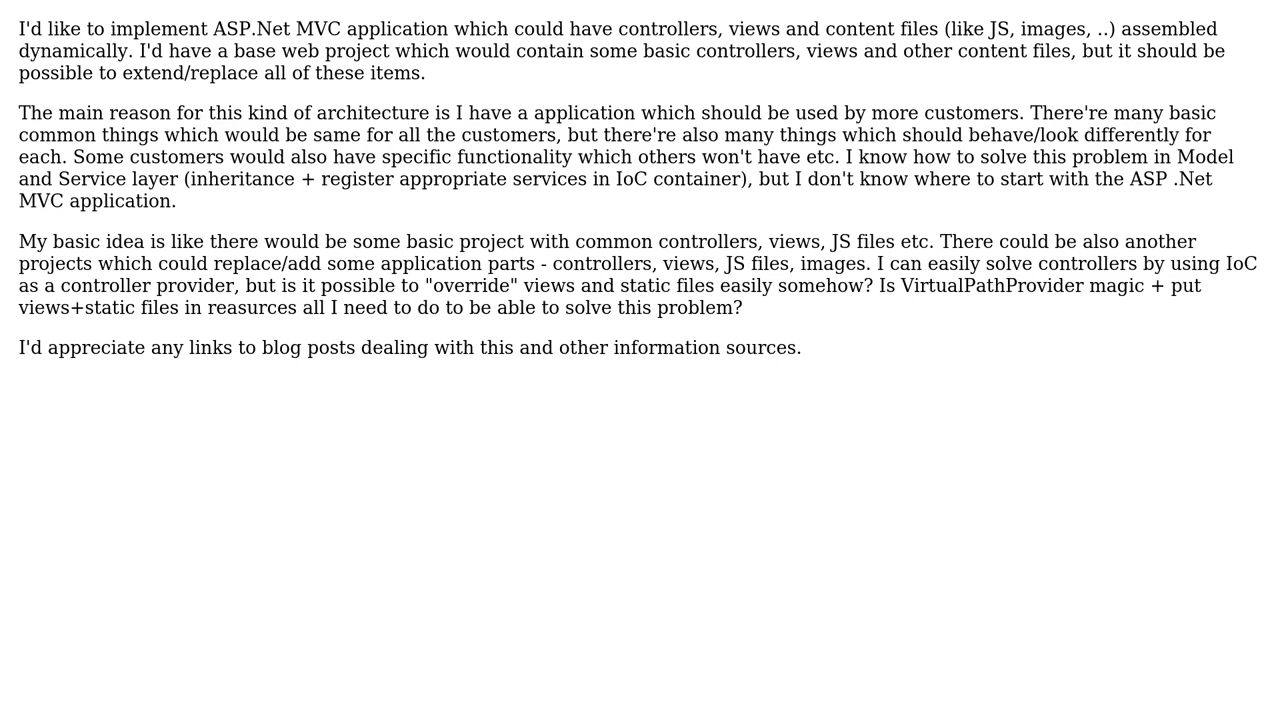 I'd like to implement ASP.Net MVC application which could have controllers, views and content files (like JS, images, ..) assembled
dynamically. I'd have a base web project which would contain some basic controllers, views and other content files, but it should be
possible to extend/replace all of these items.
The main reason for this kind of architecture is I have a application which should be used by more customers. There're many basic
common things which would be same for all the customers, but there're also many things which should behave/look differently for
each. Some customers would also have specific functionality which others won't have etc. I know how to solve this problem in Model
and Service layer (inheritance + register appropriate services in IoC container), but I don't know where to start with the ASP .Net
MVC application.
My basic idea is like there would be some basic project with common controllers, views, JS files etc. There could be also another
projects which could replace/add some application parts - controllers, views, JS files, images. I can easily solve controllers by using IoC
as a controller provider, but is it possible to "override" views and static files easily somehow? Is VirtualPathProvider magic + put
views+static files in reasurces all I need to do to be able to solve this problem?
I'd appreciate any links to blog posts dealing with this and other information sources.